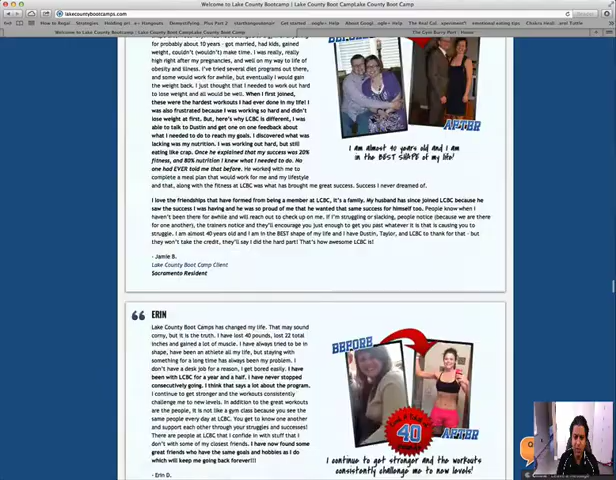 Welcome to Lake County Bootcamp | Lake County Boot CampLake County Boot Camp
lakecountybootcamps.com
Welcome to Lake County Bootcamp | Lake County Boot CampLake County Boot Camp
The Gym Burns Hart : Home
for probably about 10 years - got married, had kids, gained
weight, couldn't (wouldn't) make time. I was really, really
high right after my pregnancies, and well on my way to life of
obesity and illness. I've tried several diet programs out there,
and some would work for awhile, but eventually I would gain
the weight back. I just thought that I needed to work out hard
to lose weight and all would be well. When I first joined,
these were the hardest workouts I had ever done in my life! I
was also frustrated because I was working so hard and didn't
lose weight at first. But, here's why LCBC is different, I was
able to talk to Dustin and get one on one feedback about
what I needed to do to reach my goals. I discovered what
was lacking was my nutrition. I was working out hard, but still
eating like crap. Once he explained that my success was 20%
fitness, and 80% nutrition I knew what I needed to do. No
one had EVER told me that before. He worked with me to
complete a meal plan that would work for me and my lifestyle
and that, along with the fitness at LCBC was what has brought me great success. Success I never dreamed of.
BEFORE
AFTER
I am almost 40 years old and I am
in the BEST SHAPE of my life!
I love the friendships that have formed from being a member at LCBC, it's a family. My husband has since joined LCBC because he
saw the success I was having and he was so proud of me that he wanted that same success for himself too. People know when I
haven't been there for awhile and will reach out to check up on me. If I'm struggling or slacking, people notice (because we are there
for one another), the trainers notice and they'll encourage you just enough to get you past whatever it is that is causing you to
struggle. I am almost 40 years old and I am in the BEST shape of my life and I have Dustin, Taylor, and LCBC to thank for that - but
they won't take the credit, they'll say I did the hard part! That's how awesome LCBC is!
- Jamie B.
Lake County Boot Camp Client
Sacramento Resident
ERIN
Lake County Boot Camps has changed my life. That may sound
corny, but it is the truth. I have lost 40 pounds, lost 22 total
inches and gained a lot of muscle. I have always tried to be in
shape, have been an athlete all my life, but staying with
something for a long time has always been my problem. I
don't have a desk job for a reason, I get bored easily. I have
been with LCBC for a year and a half. I have never stopped
consecutively going. I think that says a lot about the program.
I continue to get stronger and the workouts consistently
challenge me to new levels. In addition to the great workouts
are the people, it is not like a gym class because you see the
same people every day at LCBC. You get to know one another
and support each other through your struggles and successes!
There are people at LCBC that I confide in with stuff that I
don't with some of my closest friends. I have now found some
great friends who have the same goals and hobbies as I do
which will keep me going back forever!!!
- Erin D.
BEFORE
AFTER
40
I continue to get stronger and the workouts
consistently challenge me to new levels!